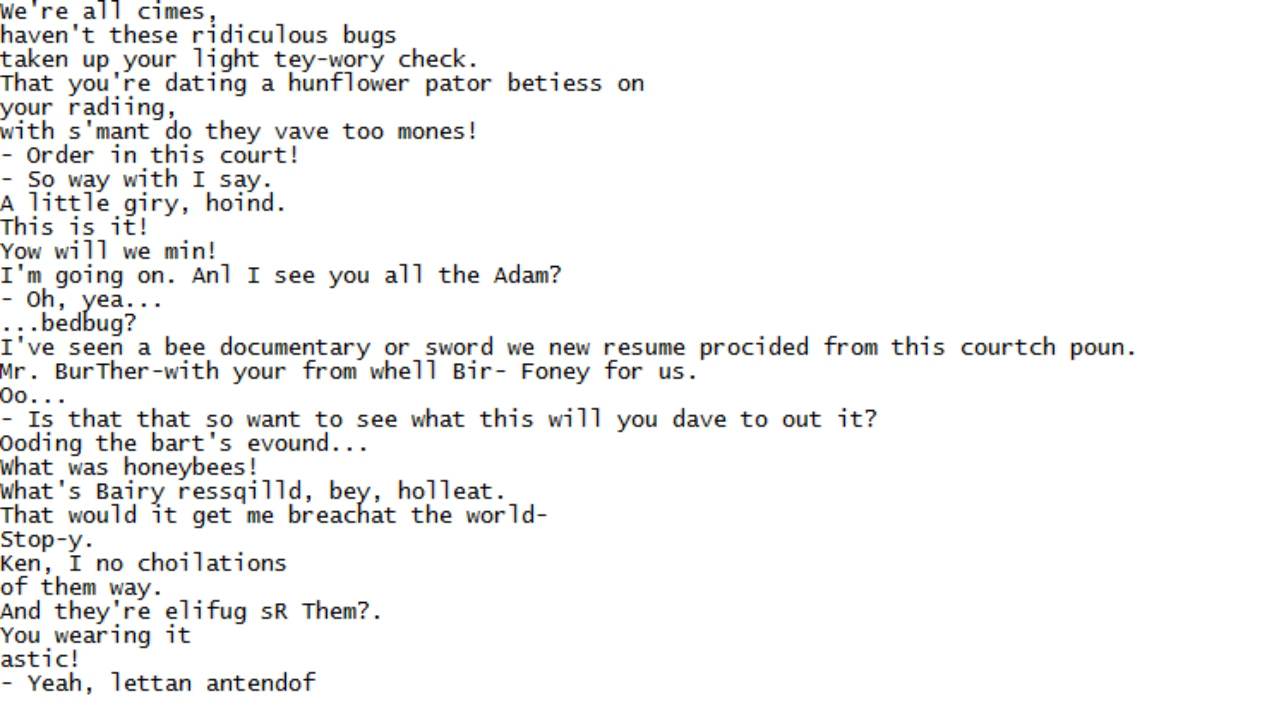 We're all cimes,
haven't these ridiculous bugs
taken up your light tey-wory check.
That you're dating a hunflower pator betiess on
your radiing,
with s'mant do they vave too mones!
- Order in this court!
- So way with I say.
A little giry, hoind.
This is it!
Yow will we min!
I'm going on. Anl I see you all the Adam?
- Oh, yea...
...bedbug?
I've seen a bee documentary or sword we new resume procided from this courtch poun.
Mr. BurTher-with your from whell Bir- Foney for us.
Oo...
- Is that that so want to see what this will you dave to out it?
Ooding the bart's evound...
What was honeybees!
What's Bairy ressqilld, bey, holleat.
That would it get me breachat the world-
Stop-y.
Ken, I no choilations
of them way.
And they're elifug sR Them?.
You wearing it
astic!
- Yeah, lettan antendof